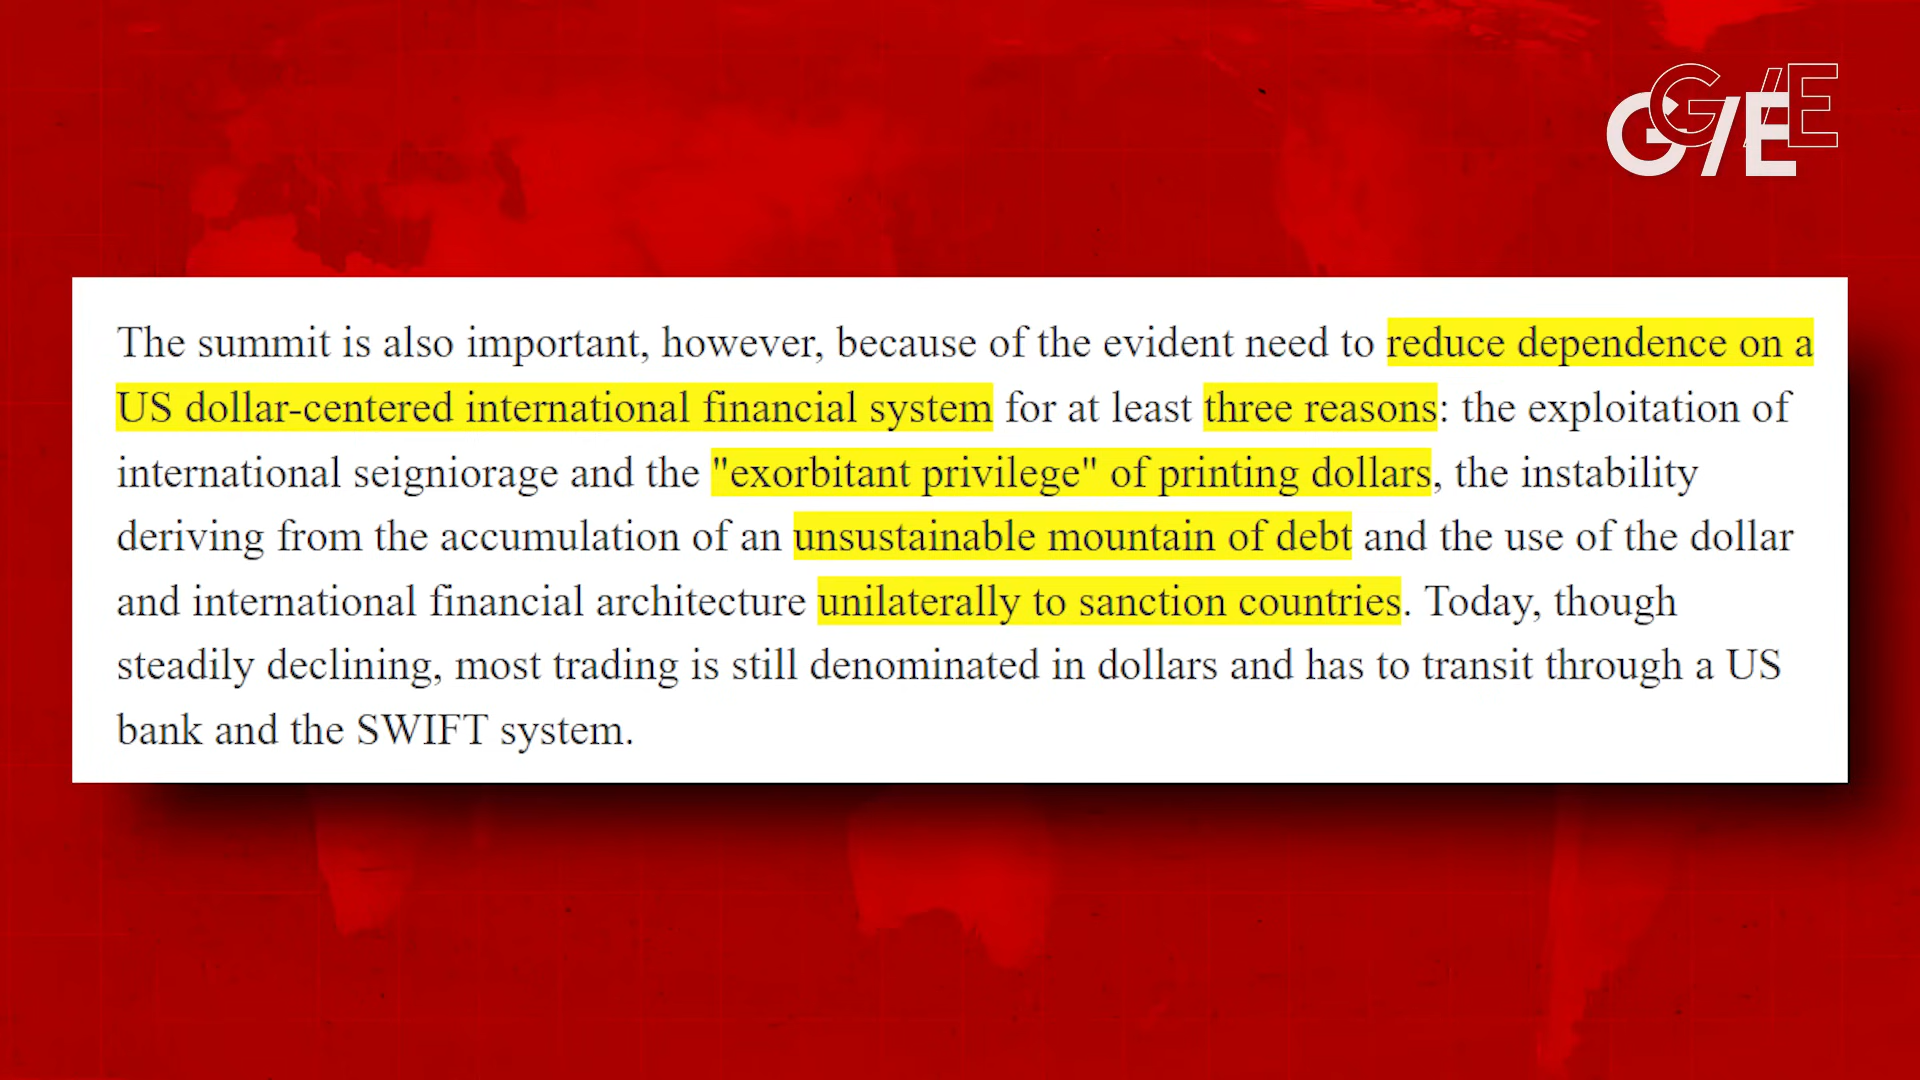 G/E
G/E
The summit is also important, however, because of the evident need to reduce dependence on a
US dollar-centered international financial system for at least three reasons: the exploitation of
international seigniorage and the "exorbitant privilege" of printing dollars, the instability
deriving from the accumulation of an unsustainable mountain of debt and the use of the dollar
and international financial architecture unilaterally to sanction countries. Today, though
steadily declining, most trading is still denominated in dollars and has to transit through a US
bank and the SWIFT system.